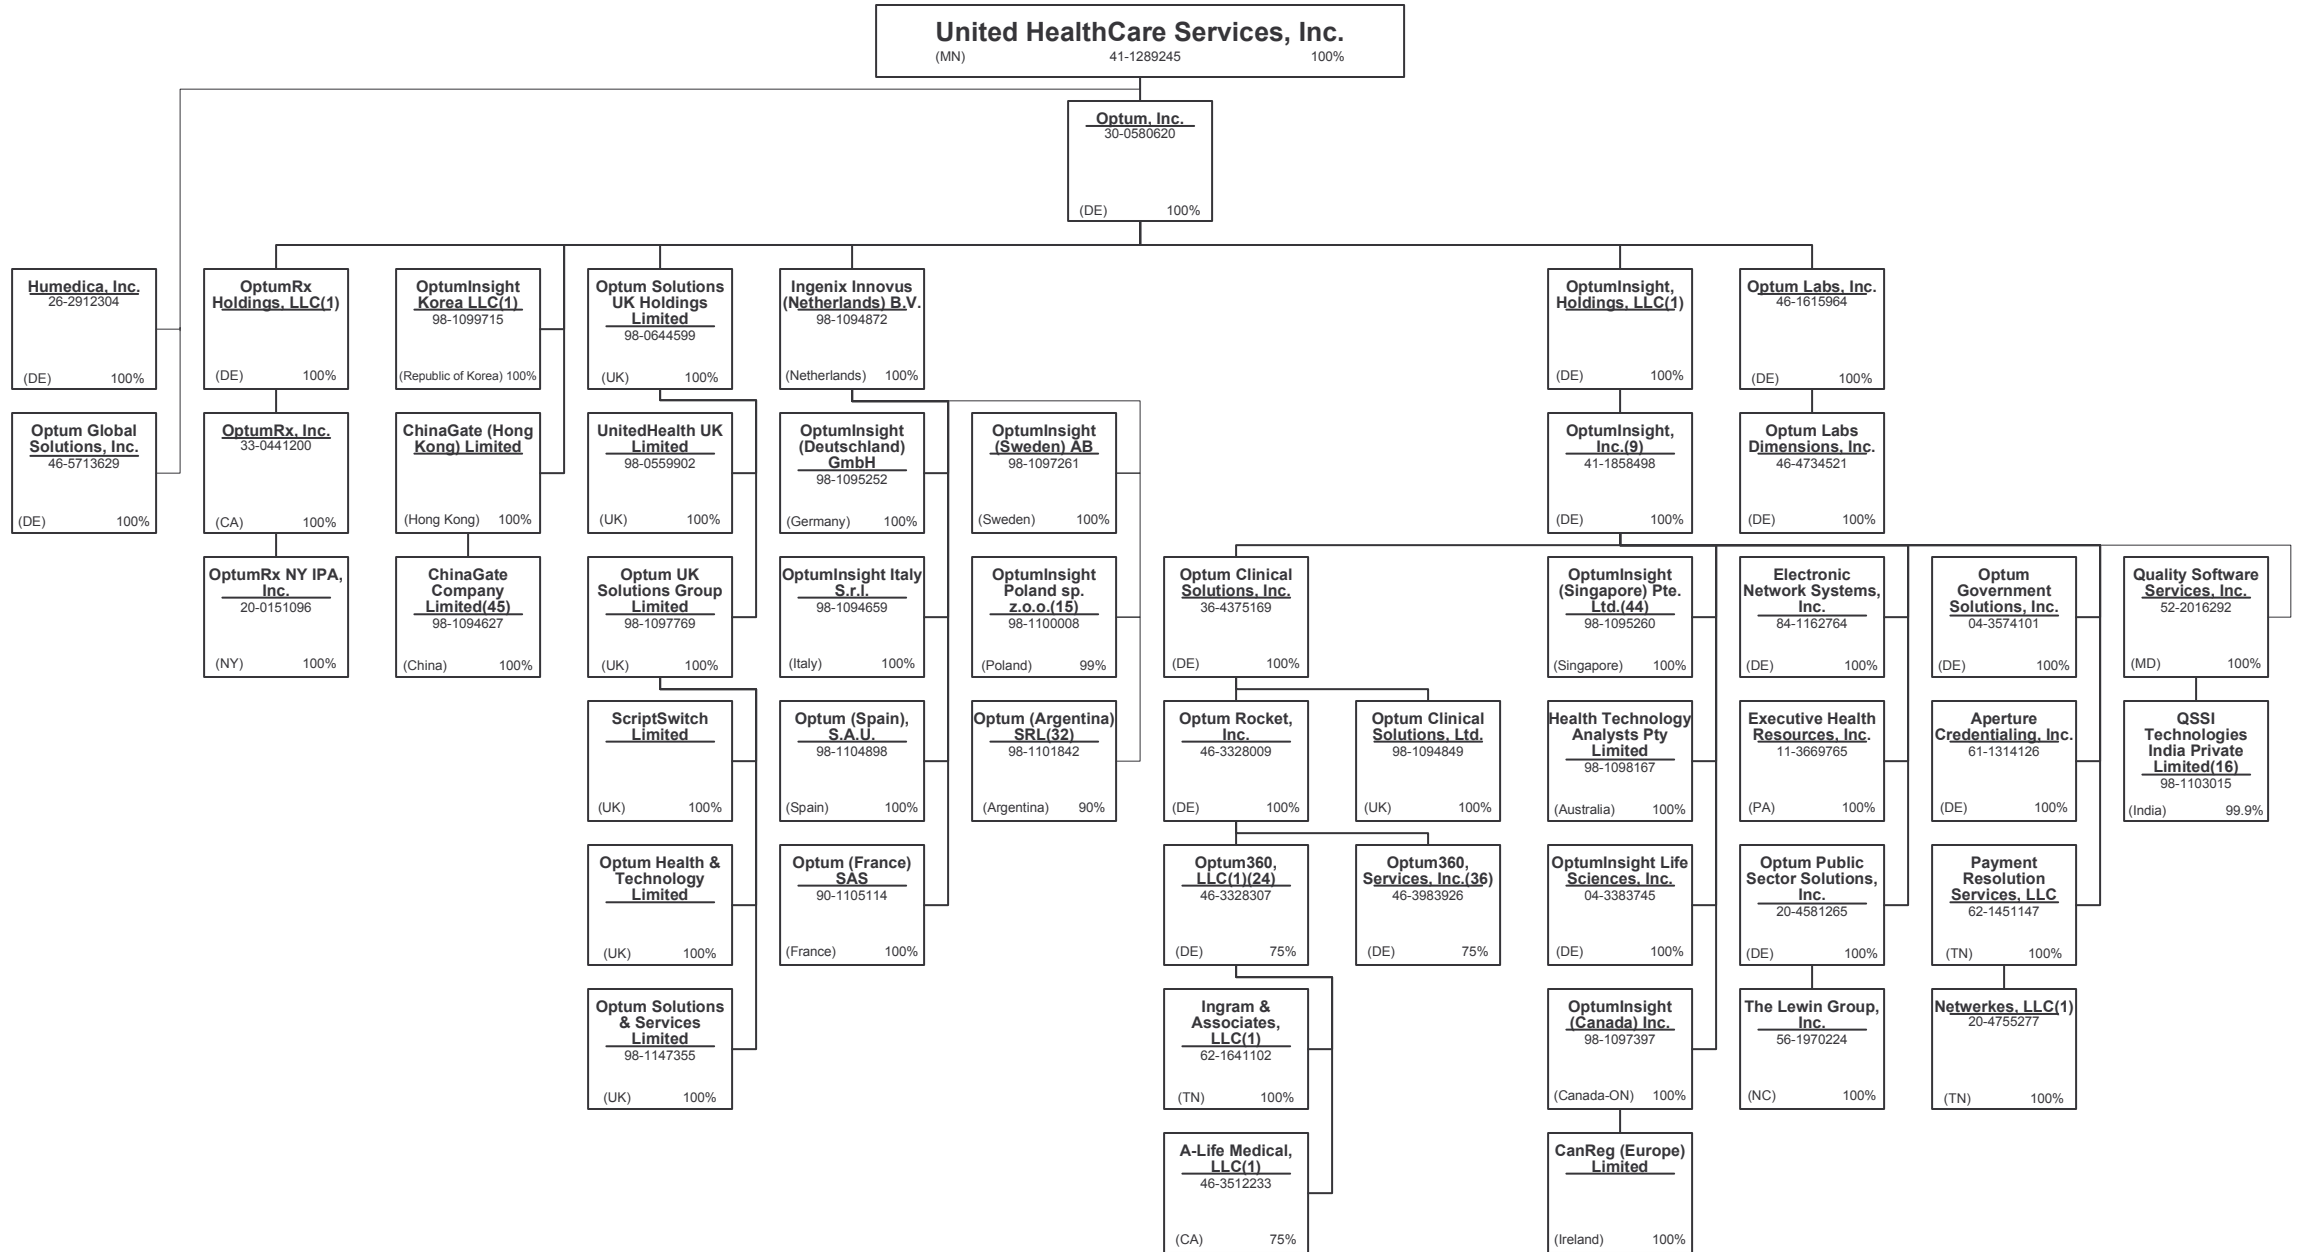 United HealthCare Services, Inc.
(MN) 41-1289245 100%
Optum, Inc.
30-0580620
(DE) 100%
Humedica, Inc.
26-2912304
(DE) 100%
OptumRx
Holdings, LLC(1)
(DE) 100%
OptumInsight
Korea LLC(1)
98-1099715
(Republic of Korea) 100%
Optum Solutions
UK Holdings
Limited
98-0644599
(UK) 100%
Ingenix Innovus
(Netherlands) B.V.
98-1094872
(Netherlands) 100%
OptumInsight,
Holdings, LLC(1)
(DE) 100%
Optum Labs, Inc.
46-1615964
(DE) 100%
Optum Global
Solutions, Inc.
46-5713629
(DE) 100%
OptumRx, Inc.
33-0441200
(CA) 100%
ChinaGate (Hong
Kong) Limited
(Hong Kong) 100%
UnitedHealth UK
Limited
98-0559902
(UK) 100%
OptumInsight
(Deutschland)
GmbH
98-1095252
(Germany) 100%
OptumInsight
(Sweden) AB
98-1097261
(Sweden) 100%
OptumInsight,
Inc.(9)
41-1858498
(DE) 100%
Optum Labs
Dimensions, Inc.
46-4734521
(DE) 100%
OptumRx NY IPA,
Inc.
20-0151096
(NY) 100%
ChinaGate
Company
Limited(45)
98-1094627
(China) 100%
Optum UK
Solutions Group
Limited
98-1097769
(UK) 100%
OptumInsight Italy
S.r.l.
98-1094659
(Italy) 100%
OptumInsight
Poland sp.
z.o.o.(15)
98-1100008
(Poland) 99%
Optum Clinical
Solutions, Inc.
36-4375169
(DE) 100%
OptumInsight
(Singapore) Pte.
Ltd.(44)
98-1095260
(Singapore) 100%
Electronic
Network Systems,
Inc.
84-1162764
(DE) 100%
Optum
Government
Solutions, Inc.
04-3574101
(DE) 100%
Quality Software
Services, Inc.
52-2016292
(MD) 100%
ScriptSwitch
Limited
(UK) 100%
Optum (Spain),
S.A.U.
98-1104898
(Spain) 100%
Optum (Argentina)
SRL(32)
98-1101842
(Argentina) 90%
Optum Rocket,
Inc.
46-3328009
(DE) 100%
Optum Clinical
Solutions, Ltd.
98-1094849
(UK) 100%
Health Technology
Analysts Pty
Limited
98-1098167
(Australia) 100%
Executive Health
Resources, Inc.
11-3669765
(PA) 100%
Aperture
Credentialing, Inc.
61-1314126
(DE) 100%
QSSI
Technologies
India Private
Limited(16)
98-1103015
(India) 99.9%
Optum Health &
Technology
Limited
(UK) 100%
Optum (France)
SAS
90-1105114
(France) 100%
Optum360,
LLC(1)(24)
46-3328307
(DE) 75%
Optum360,
Services, Inc.(36)
46-3983926
(DE) 75%
OptumInsight Life
Sciences, Inc.
04-3383745
(DE) 100%
Optum Public
Sector Solutions,
Inc.
20-4581265
(DE) 100%
Payment
Resolution
Services, LLC
62-1451147
(TN) 100%
Optum Solutions
& Services
Limited
98-1147355
(UK) 100%
Ingram &
Associates,
LLC(1)
62-1641102
(TN) 100%
OptumInsight
(Canada) Inc.
98-1097397
(Canada-ON) 100%
The Lewin Group,
Inc.
56-1970224
(NC) 100%
Netwerkes, LLC(1)
20-4755277
(TN) 100%
A-Life Medical,
LLC(1)
46-3512233
(CA) 75%
CanReg (Europe)
Limited
(Ireland) 100%